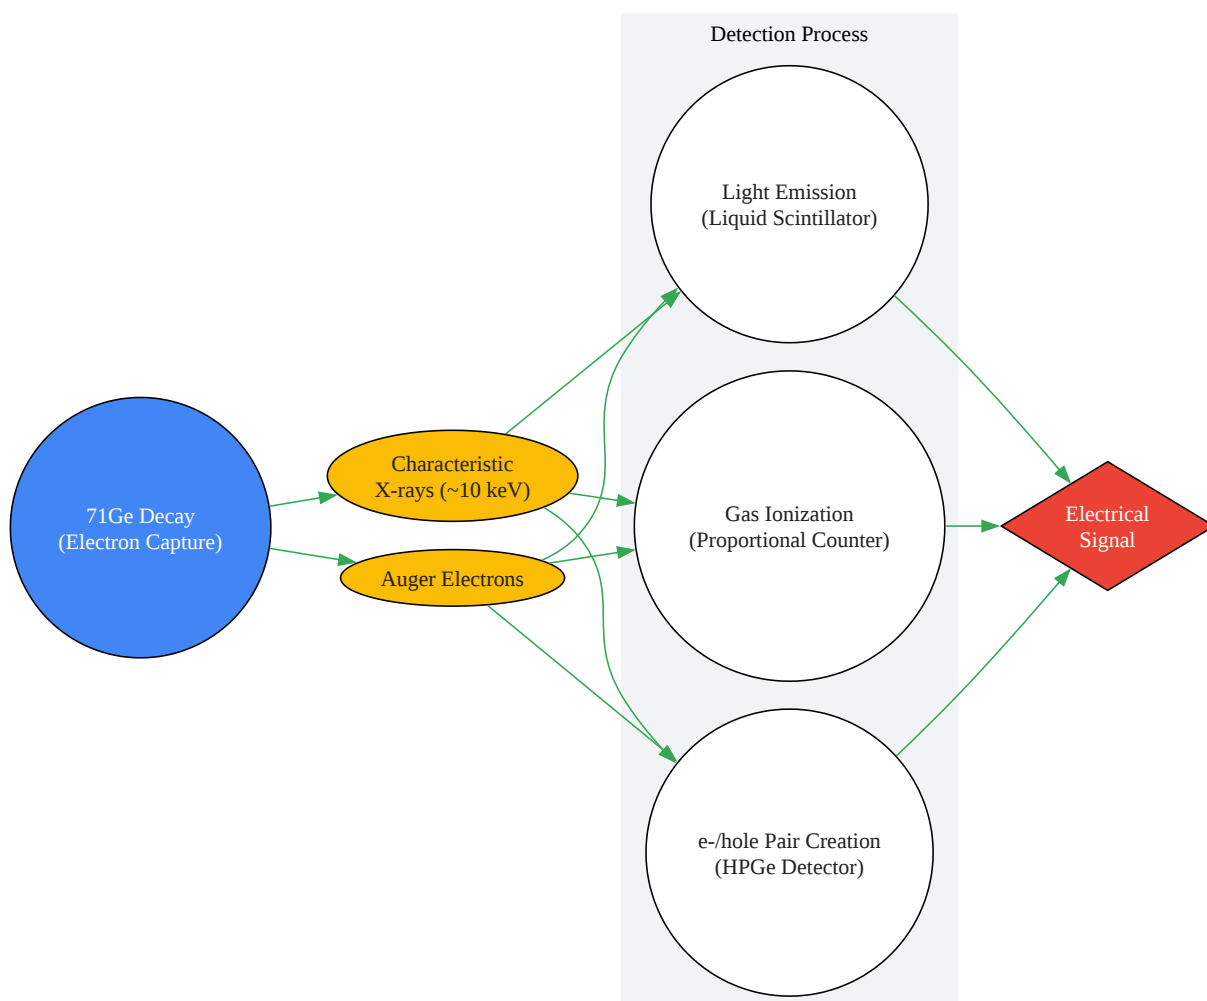 Detection Process
Light Emission
(Liquid Scintillator)
Characteristic
X-rays (~10 keV)
71Ge Decay
(Electron Capture)
Gas Ionization
(Proportional Counter)
Electrical
Signal
Auger Electrons
e-/hole Pair Creation
(HPGe Detector)